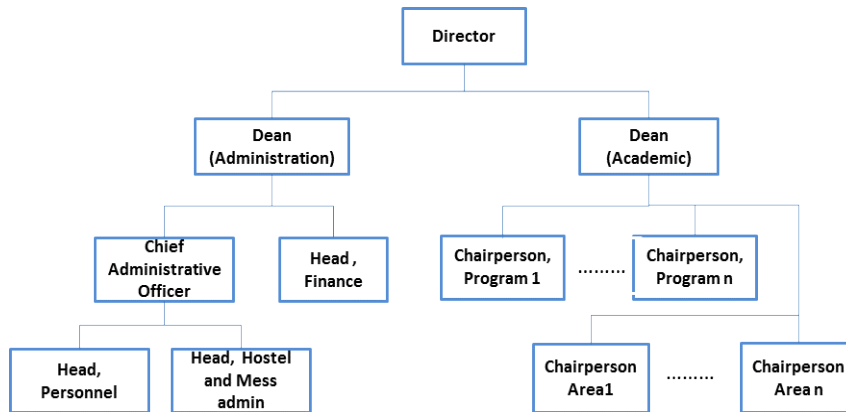 Director
Dean
(Administration)
Dean
(Academic)
Chief
Administrative
Officer
Head ,
Finance
Chairperson,
Program 1
.........
Chairperson,
Program n
Head,
Personnel
Head, Hostel
and Mess
admin
Chairperson
Area1
.........
Chairperson
Area n